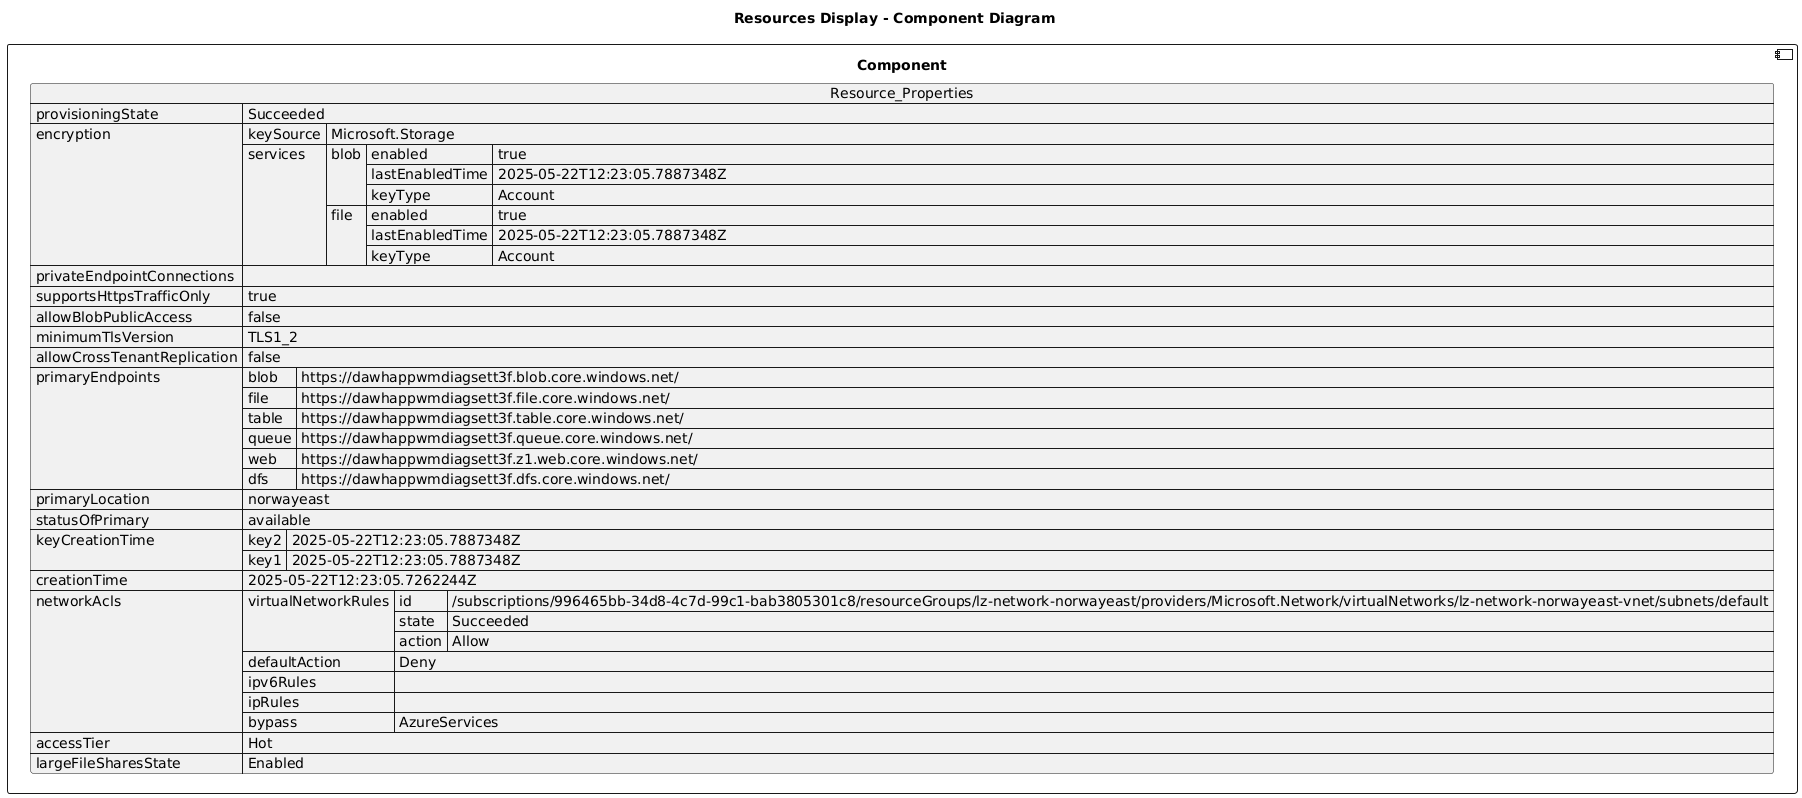 Resources Display - Component Diagram
Component
Resource_Properties
provisioningState Succeeded
encryption keySource Microsoft.Storage
services blob enabled true
lastEnabledTime 2025-05-22T12:23:05.7887348Z
keyType Account
file enabled true
lastEnabledTime 2025-05-22T12:23:05.7887348Z
keyType Account
privateEndpointConnections
supportsHttpsTrafficOnly true
allowBlobPublicAccess false
minimumTlsVersion TLS1_2
allowCrossTenantReplication false
primaryEndpoints blob https://dawhappwmdiagsett3f.blob.core.windows.net/
file https://dawhappwmdiagsett3f.file.core.windows.net/
table https://dawhappwmdiagsett3f.table.core.windows.net/
queue https://dawhappwmdiagsett3f.queue.core.windows.net/
web https://dawhappwmdiagsett3f.z1.web.core.windows.net/
dfs https://dawhappwmdiagsett3f.dfs.core.windows.net/
primaryLocation norwayeast
statusOfPrimary available
keyCreationTime key2 2025-05-22T12:23:05.7887348Z
key1 2025-05-22T12:23:05.7887348Z
creationTime 2025-05-22T12:23:05.7262244Z
networkAcls virtualNetworkRules id /subscriptions/996465bb-34d8-4c7d-99c1-bab3805301c8/resourceGroups/lz-network-norwayeast/providers/Microsoft.Network/virtualNetworks/lz-network-norwayeast-vnet/subnets/default
state Succeeded
action Allow
defaultAction Deny
ipv6Rules
ipRules
bypass AzureServices
accessTier Hot
largeFileSharesState Enabled